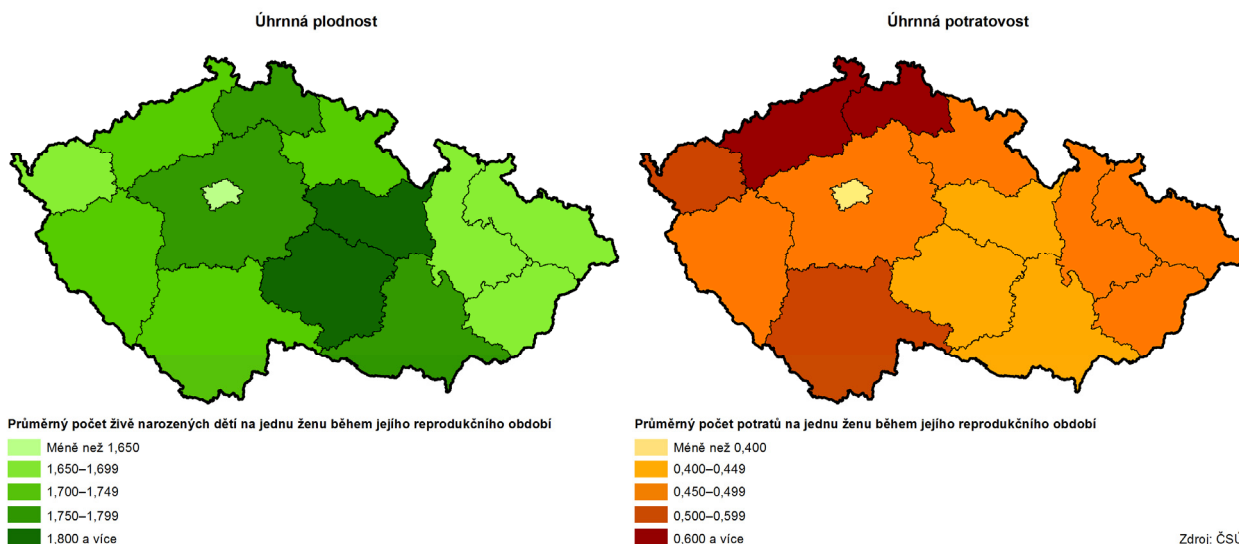 Úhrnná plodnost
Úhrnná potratovost
Průměrný počet živě narozených dětí na jednu ženu během jejího reprodukčního období
Méně než 1,650
1,650–1,699
1,700–1,749
1,750–1,799
1,800 a více
Průměrný počet potratů na jednu ženu během jejího reprodukčního období
Méně než 0,400
0,400–0,449
0,450–0,499
0,500–0,599
0,600 a více
Zdroj: ČSÚ